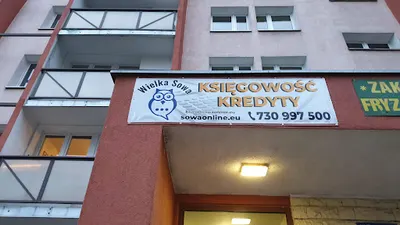 Wielka Sowa
KSIĘGOWOŚĆ
KREDYTY
sowaonline.eu 730 997 500
*ZAK
FRYZ